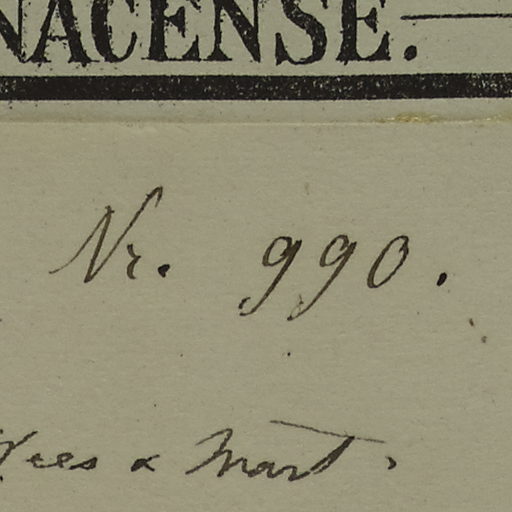 NACENSE.
Nr. 990.
Nees & Mart.